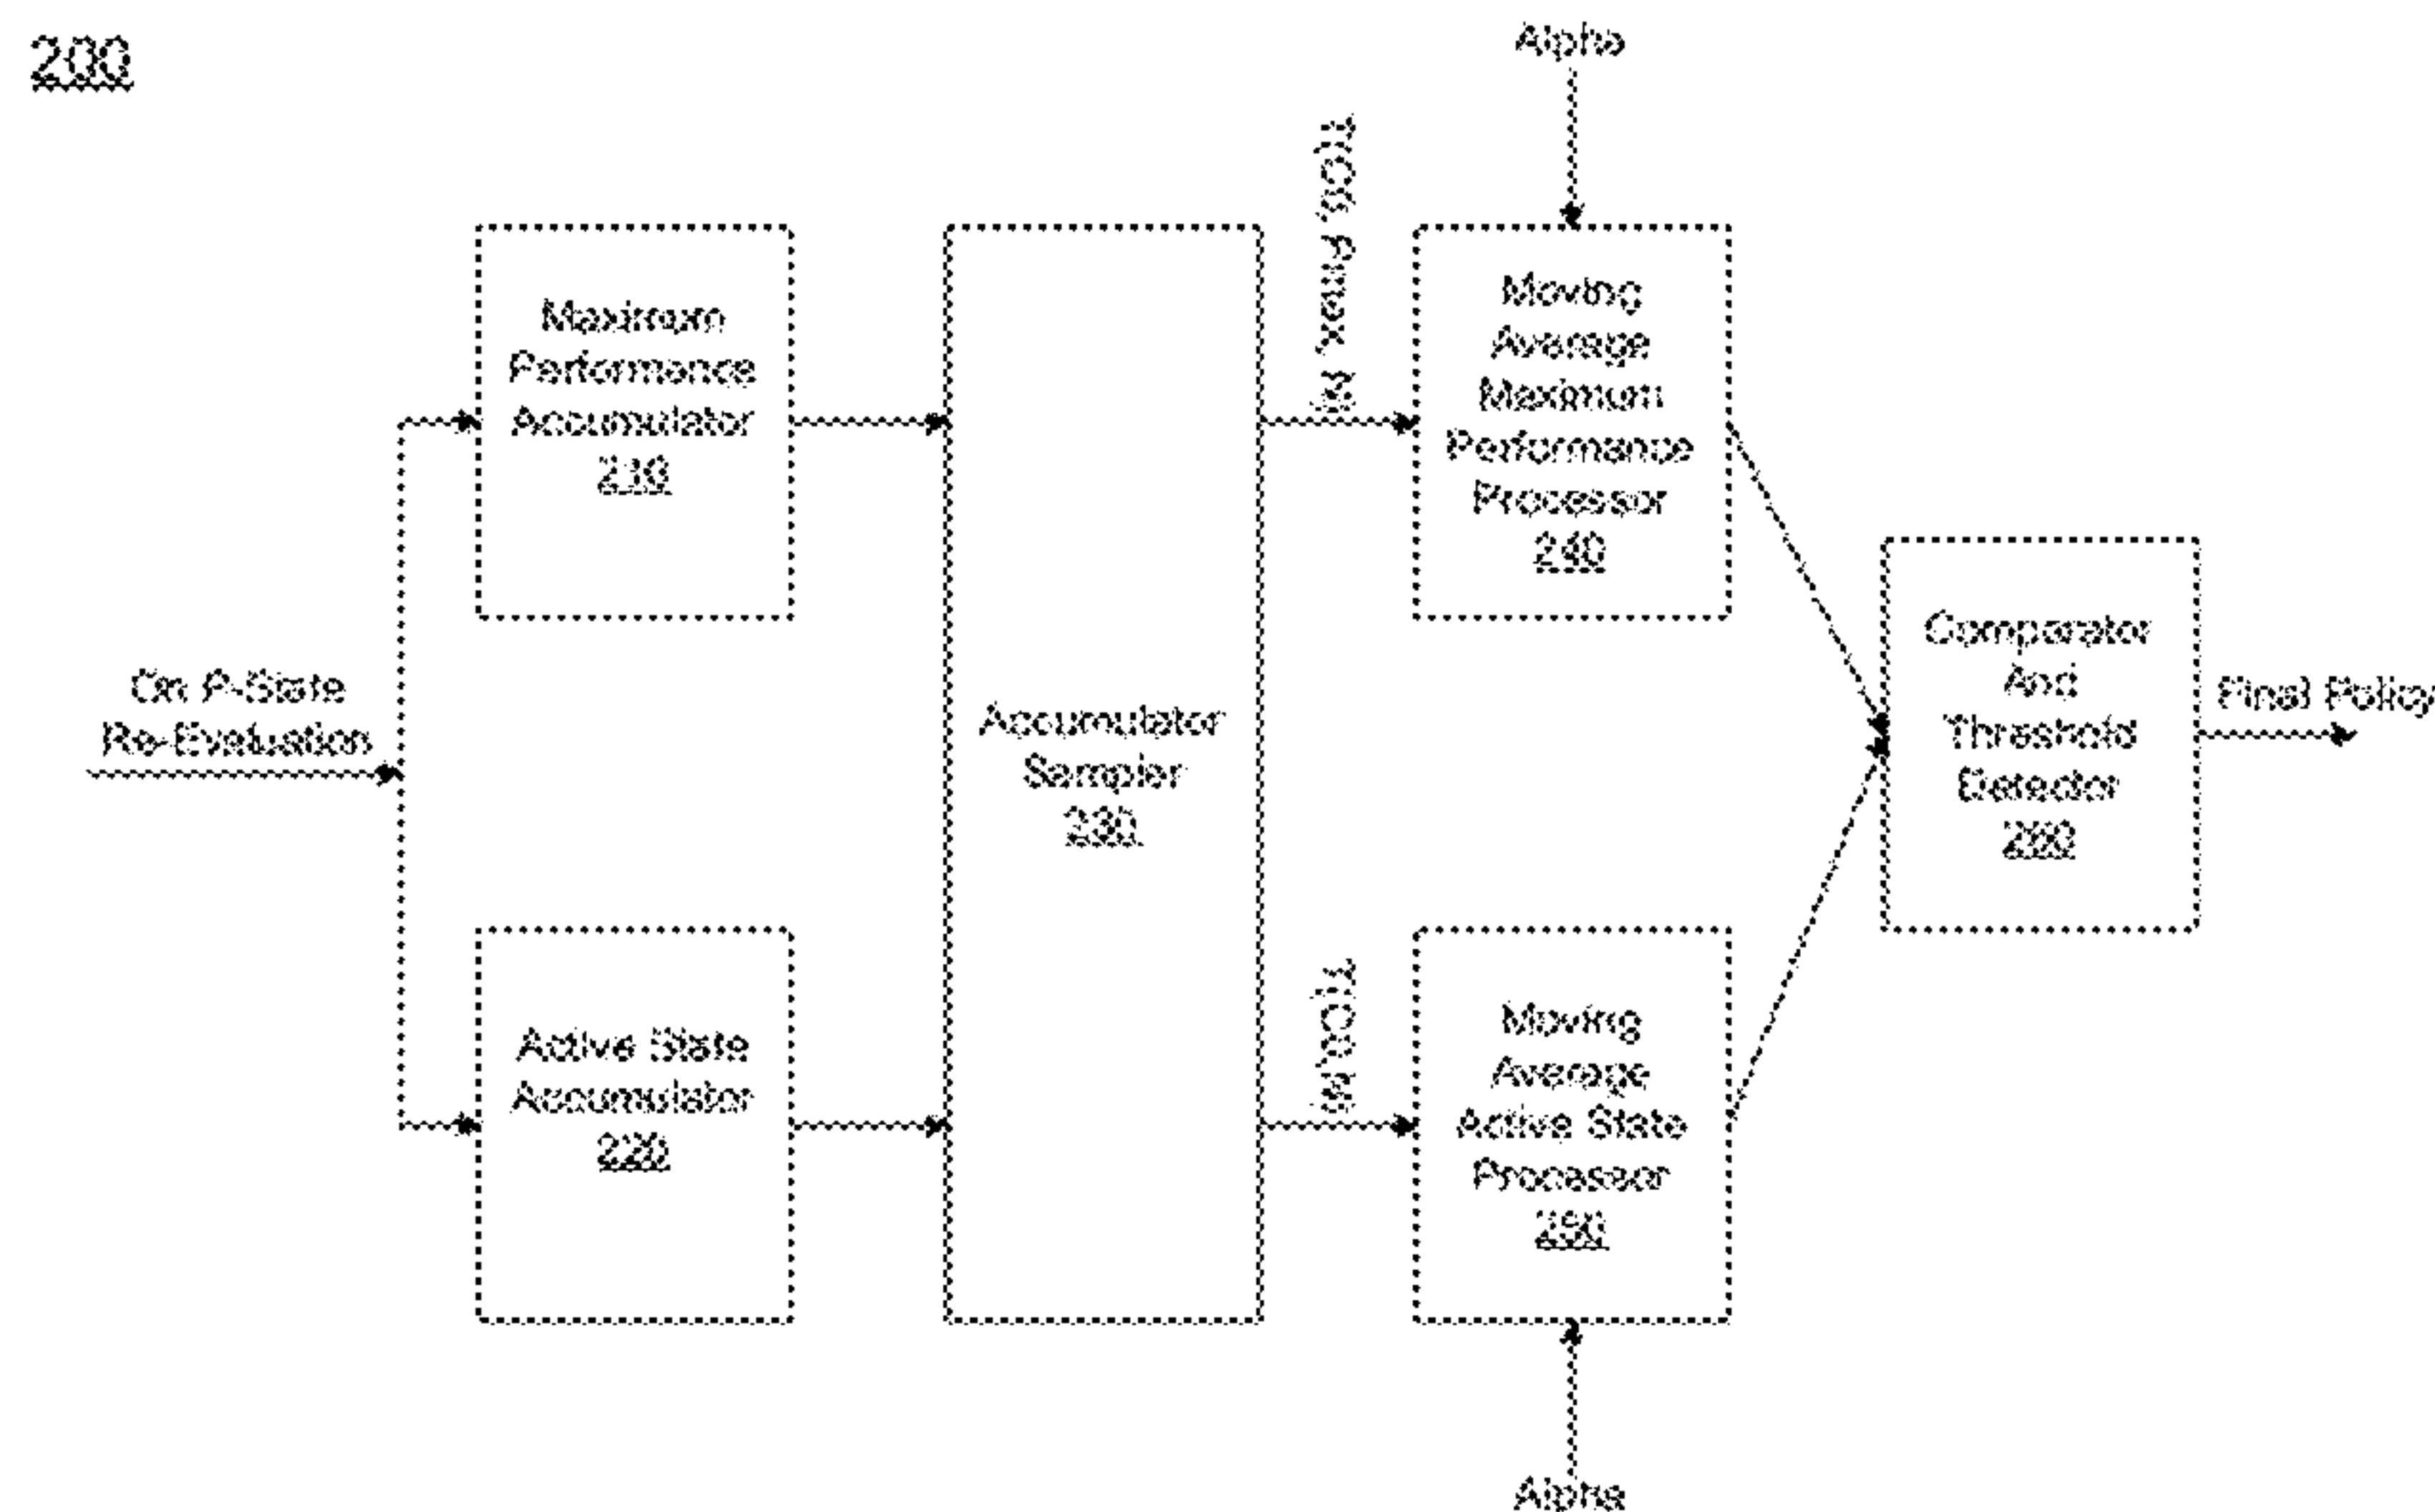 200
Alpha
Maximum
Performance
Accumulator
210
Moving
Average
Maximum
Performance
Processor
240
On P-State
Re-Evaluation
Accumulator
Sampler
230
Comparator
And
Threshold
Detector
260
Final Policy
Active State
Accumulator
220
Moving
Average
Active State
Processor
250
Alpha